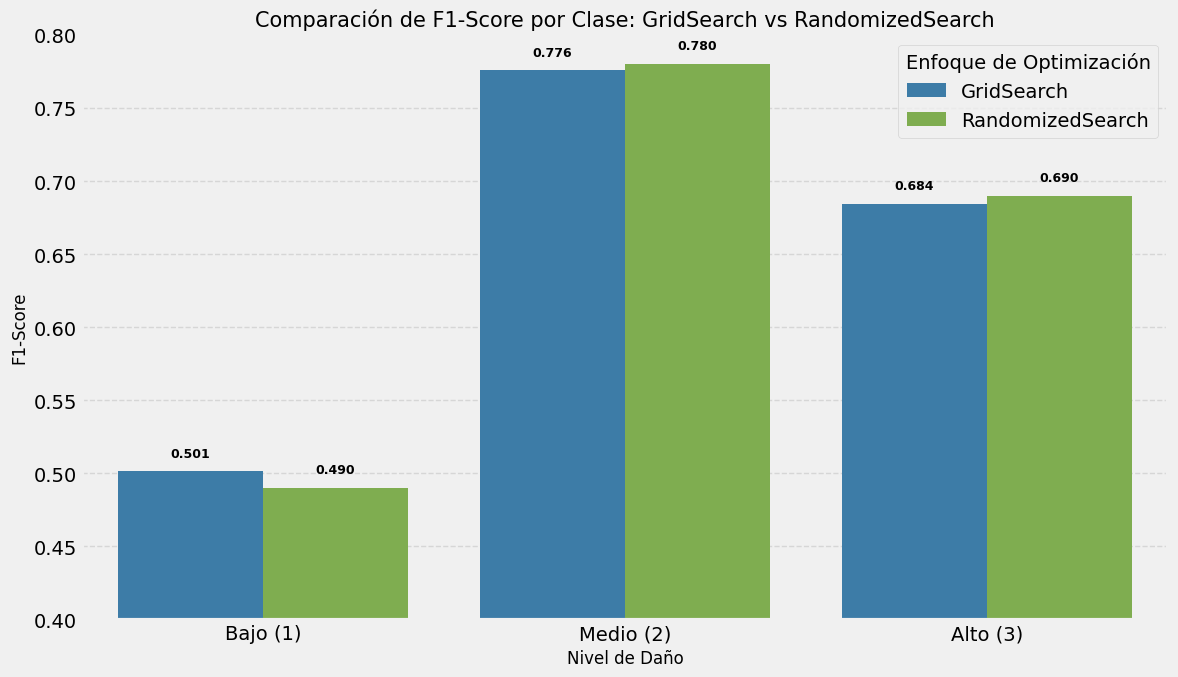 Comparación de F1-Score por Clase: GridSearch vs RandomizedSearch
Enfoque de Optimización
GridSearch
RandomizedSearch
F1-Score
0.80
0.75
0.70
0.65
0.60
0.55
0.50
0.45
0.40
0.501
0.490
0.776
0.780
0.684
0.690
Bajo (1)
Medio (2)
Alto (3)
Nivel de Daño